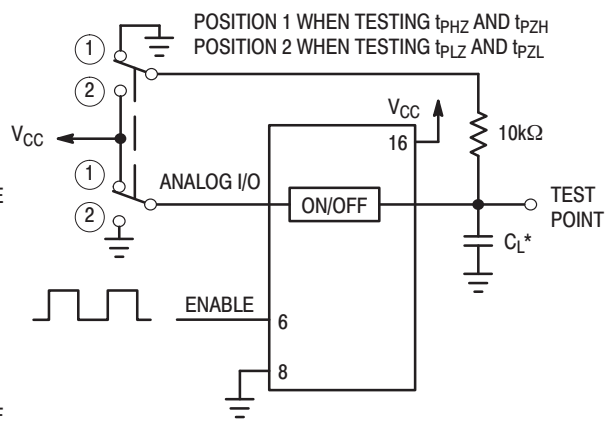 POSITION 1 WHEN TESTING tPHZ AND tPZH
POSITION 2 WHEN TESTING tPLZ AND tPZL
1
2
VCC
VCC
16
10kΩ
1
2
ANALOG I/O
ON/OFF
TEST
POINT
CL*
ENABLE
6
8
E
F